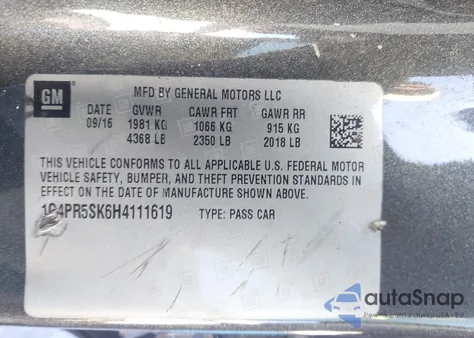 GM
MFD BY GENERAL MOTORS LLC
DATE GVWR GAWR FRT GAWR RR
09/16 1981 KG 1066 KG 915 KG
4368 LB 2350 LB 2018 LB
THIS VEHICLE CONFORMS TO ALL APPLICABLE U.S. FEDERAL MOTOR
VEHICLE SAFETY, BUMPER, AND THEFT PREVENTION STANDARDS IN
EFFECT ON THE DATE OF MANUFACTURE SHOWN ABOVE.
1G4PR5SK6H4111619 TYPE: PASS CAR
autaSnap